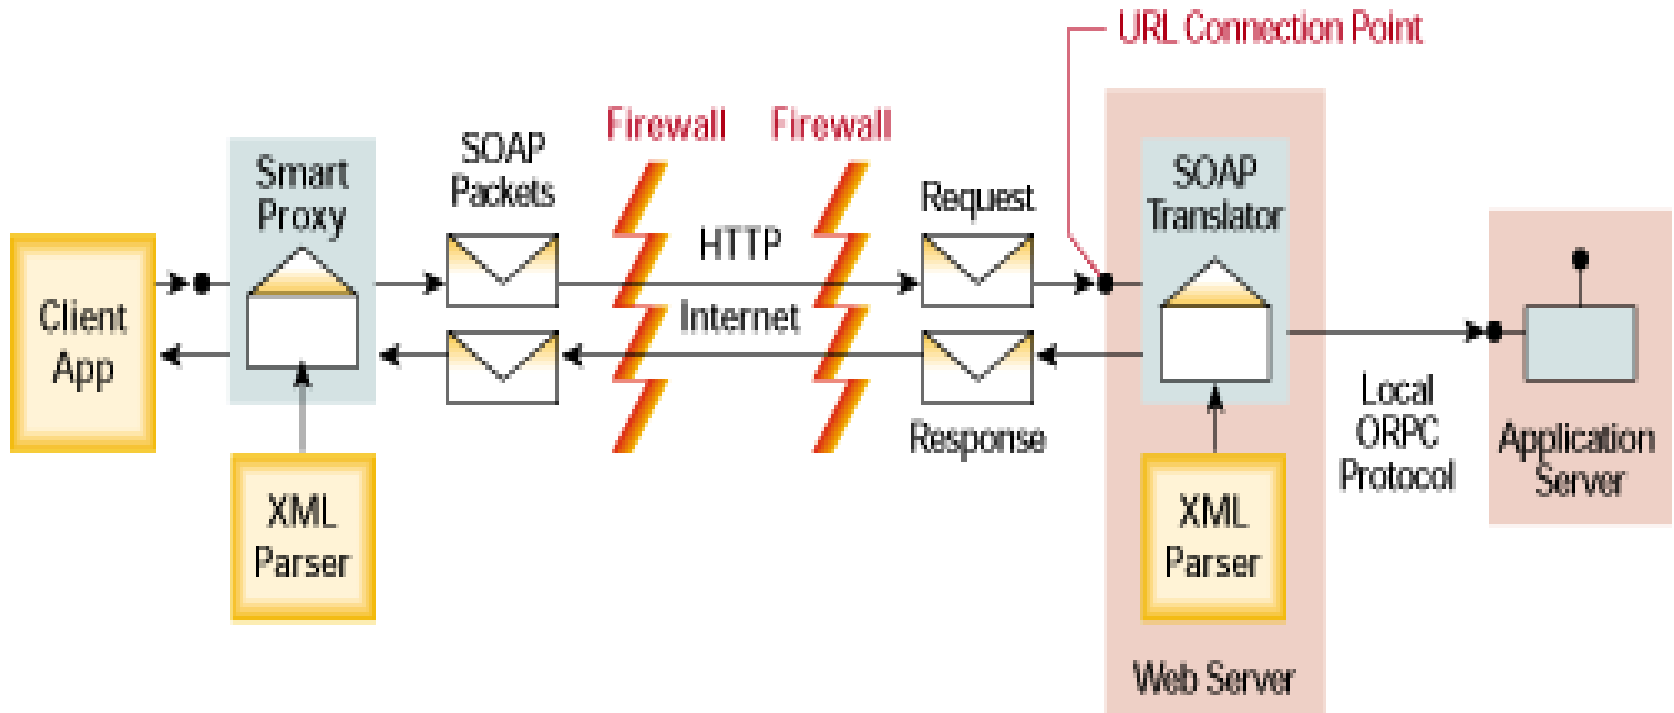 URL Connection Point
Firewall
Firewall
SOAP
Packets
Smart
Proxy
Request
SOAP
Translator
HTTP
Client
App
Internet
Local
ORPC
Protocol
Response
Application
Server
XML
Parser
XML
Parser
Web Server